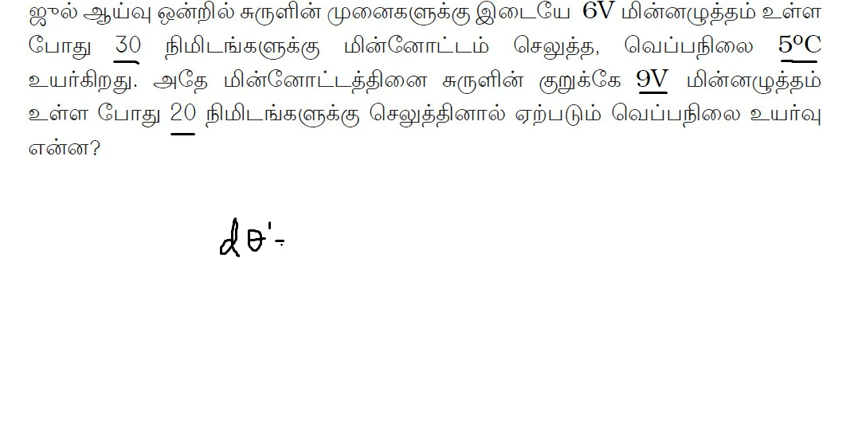 ஜுல் ஆய்வு ஒன்றில் சுருளின் முனைகளுக்கு இடையே 6V மின்னழுத்தம் உள்ள
போது 30 நிமிடங்களுக்கு மின்னோட்டம் செலுத்த, வெப்பநிலை 5ºC
உயர்கிறது. அதே மின்னோட்டத்தினை சுருளின் குறுக்கே 9V மின்னழுத்தம்
உள்ள போது 20 நிமிடங்களுக்கு செலுத்தினால் ஏற்படும் வெப்பநிலை உயர்வு
என்ன?
dθ'=